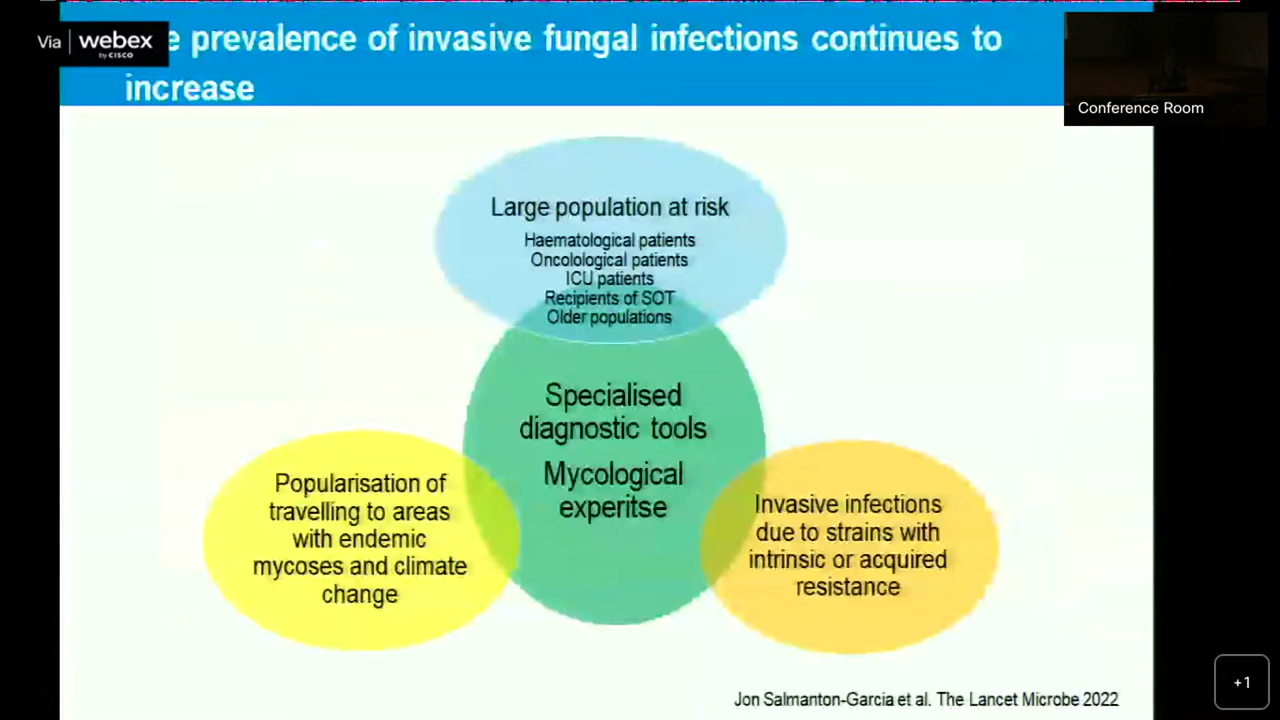 Via webex
by CISCO
e prevalence of invasive fungal infections continues to
increase
Conference Room
Large population at risk
Haematological patients
Oncolological patients
ICU patients
Recipients of SOT
Older populations
Specialised
diagnostic tools
Mycological
experitse
Popularisation of
travelling to areas
with endemic
mycoses and climate
change
Invasive infections
due to strains with
intrinsic or acquired
resistance
Jon Salmanton-Garcia et al. The Lancet Microbe 2022
+1